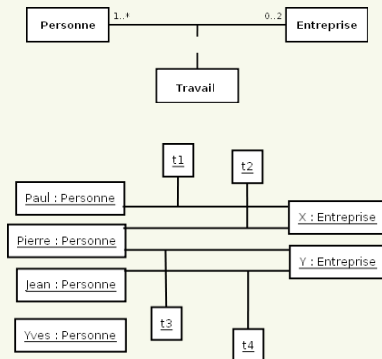 Personne
1..*
0..2
Entreprise
Travail
t1
t2
Paul : Personne
X : Entreprise
Pierre : Personne
Y : Entreprise
Jean : Personne
t3
Yves : Personne
t4